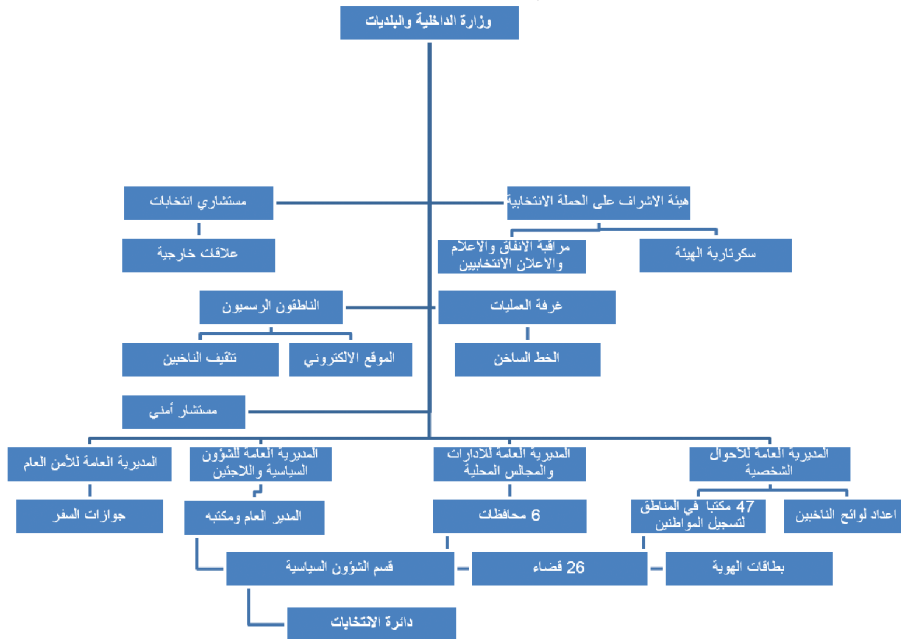 وزارة الداخلية والبلديات
هيئة الاشراف على الحملة الانتخابية
مستشاري انتخابات
سكرتارية الهيئة
مراقبة الانفاق والاعلام
والاعلان الانتخابيين
علاقات خارجية
غرفة العمليات
الناطقون الرسميون
الخط الساخن
الموقع الالكتروني
تثقيف الناخبين
مستشار أمني
المديرية العامة للأحوال
الشخصية
المديرية العامة للادارات
والمجالس المحلية
المديرية العامة للشؤون
السياسية واللاجئين
المديرية العامة للأمن العام
اعداد لوائح الناخبين
47 مكتبا في المناطق
لتسجيل المواطنين
6 محافظات
المدير العام ومكتبه
جوازات السفر
بطاقات الهوية
26 قضاء
قسم الشؤون السياسية
دائرة الانتخابات